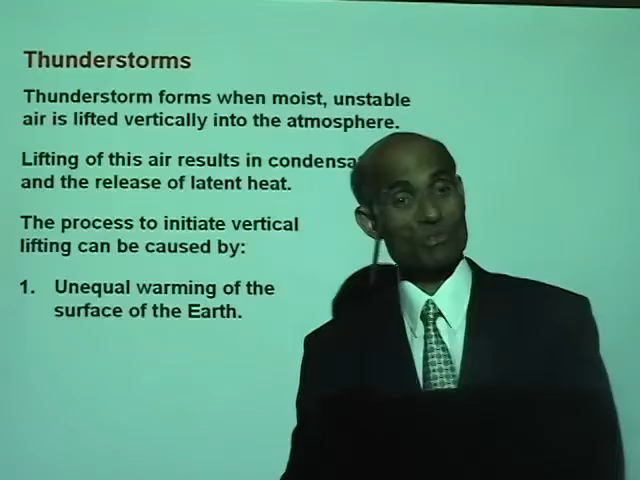 Thunderstorms
Thunderstorm forms when moist, unstable
air is lifted vertically into the atmosphere.
Lifting of this air results in condensa
and the release of latent heat.
The process to initiate vertical
lifting can be caused by:
1. Unequal warming of the
surface of the Earth.